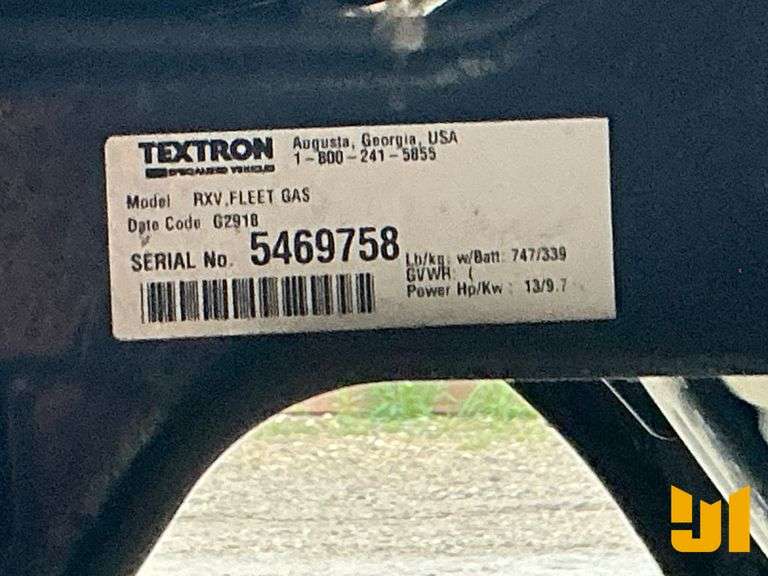 TEXTRON
SPECIALIZED VEHICLES
Augusta, Georgia, USA
1-800-241-5855
Model RXV,FLEET GAS
Date Code G2918
SERIAL No. 5469758
Lb/kg: w/Batt: 747/339
GVWR: (
Power Hp/Kw : 13/9.7